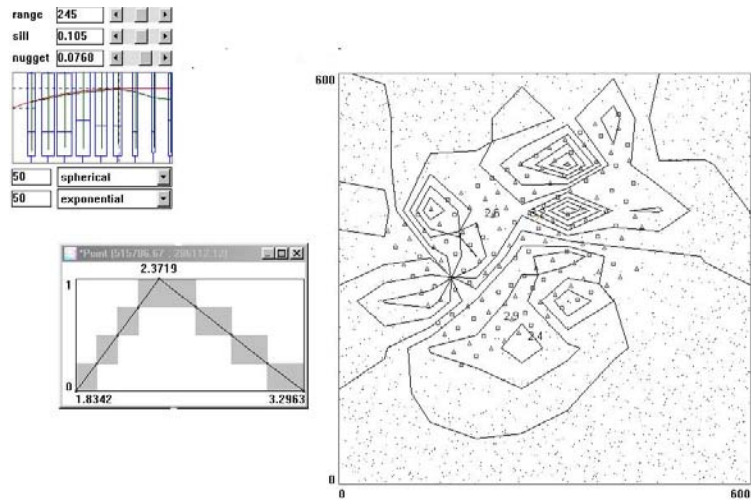 range 245
sill 0.105
nugget 0.0760
50 spherical
50 exponential
2.3719
1
0
1.8342 3.2963
600
2.6
2.9
2.4
0
0 600